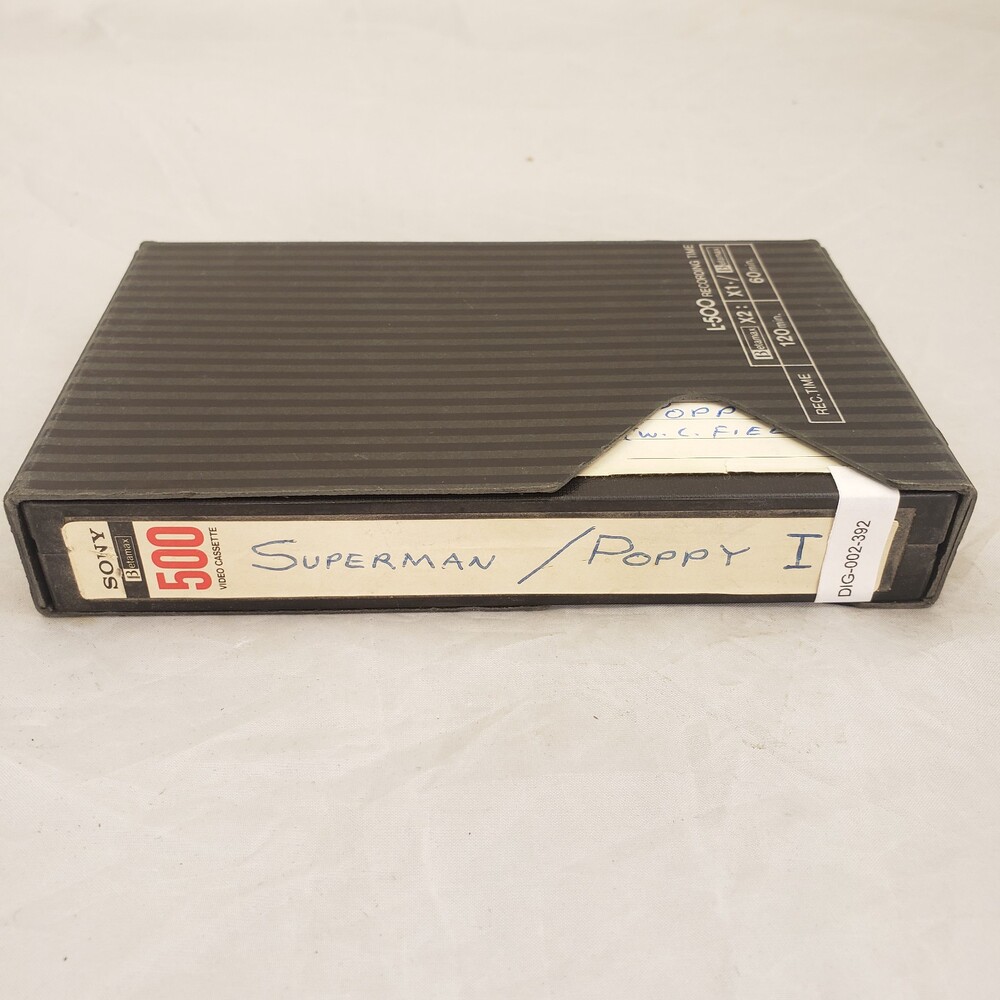 L-500 RECORDING TIME
Betamax X2: X1·/Betamax
REC. TIME 120min. 60min.
OPP
(W. C. FIEL
SONY
Betamax
500
VIDEO CASSETTE
SUPERMAN / POPPY I
DIG-002-392